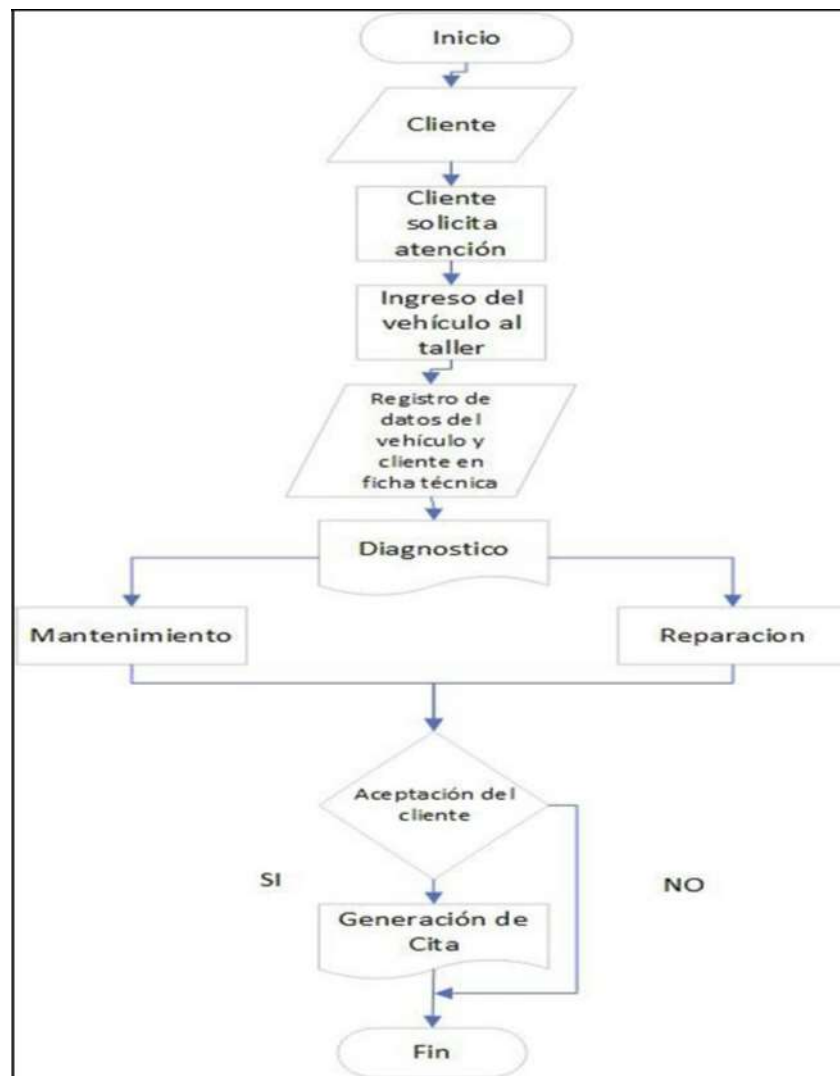 Inicio
Cliente
Cliente
solicita
atención
Ingreso del
vehículo al
taller
Registro de
datos del
vehículo y
cliente en
ficha técnica
Diagnostico
Mantenimiento
Reparacion
Aceptación del
cliente
SI
NO
Generación de
Cita
Fin